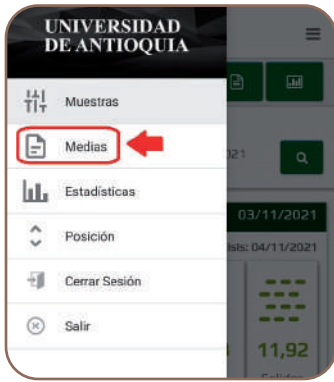 UNIVERSIDAD
DE ANTIOQUIA
Muestras
Medias
Estadísticas
Posición
Cerrar Sesión
Salir
021
03/11/2021
isis: 04/11/2021
11,92